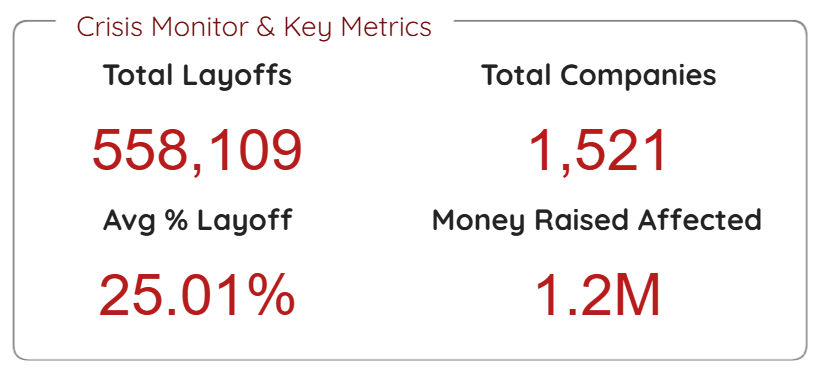 Crisis Monitor & Key Metrics
Total Layoffs
Total Companies
558,109
1,521
Avg % Layoff
Money Raised Affected
25.01%
1.2M